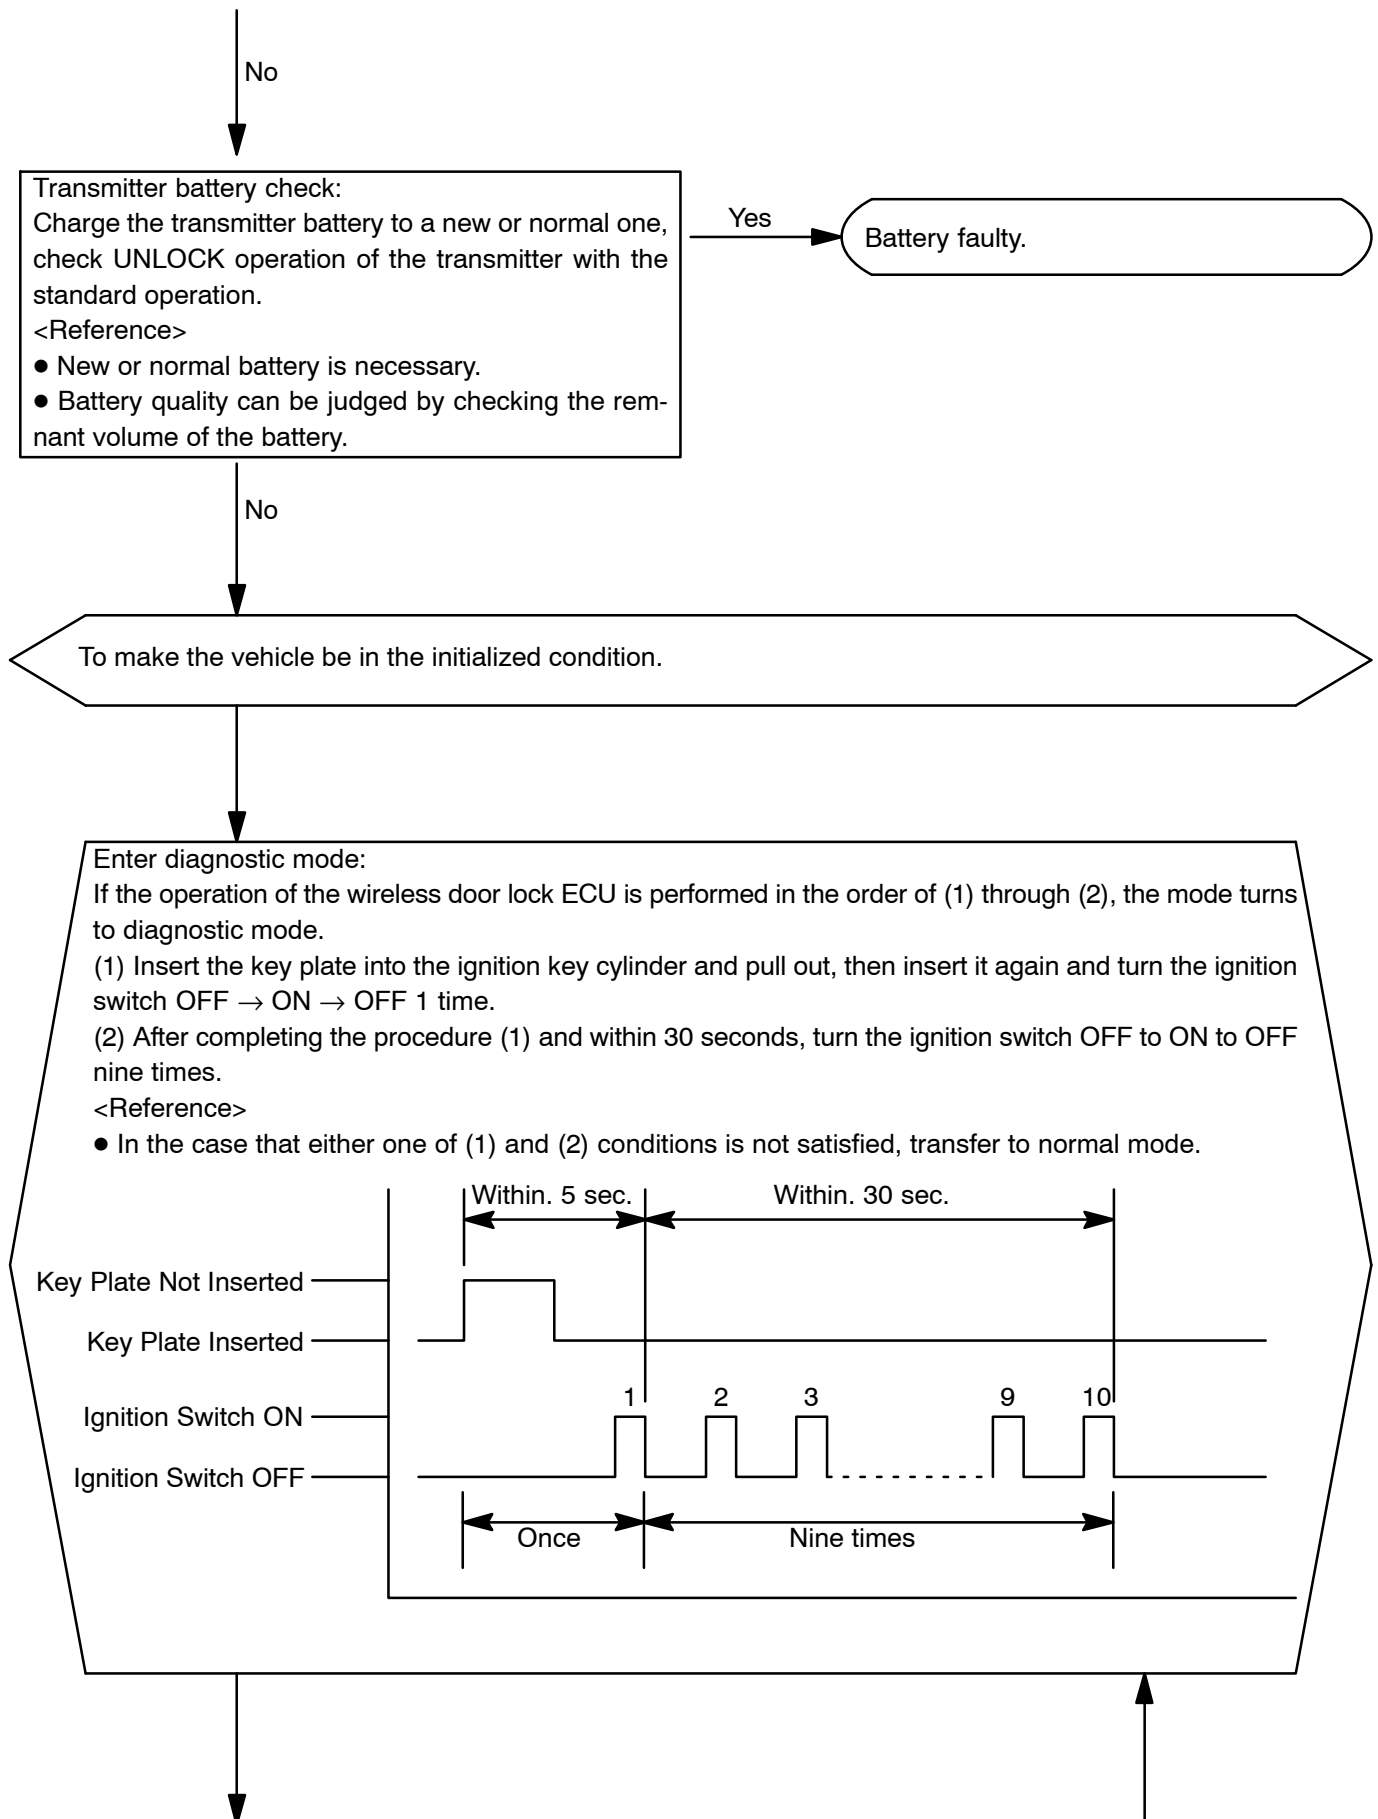 No
Transmitter battery check:
Charge the transmitter battery to a new or normal one,
check UNLOCK operation of the transmitter with the
standard operation.
<Reference>
● New or normal battery is necessary.
● Battery quality can be judged by checking the rem-
nant volume of the battery.
Yes
Battery faulty.
No
To make the vehicle be in the initialized condition.
Enter diagnostic mode:
If the operation of the wireless door lock ECU is performed in the order of (1) through (2), the mode turns
to diagnostic mode.
(1) Insert the key plate into the ignition key cylinder and pull out, then insert it again and turn the ignition
switch OFF → ON → OFF 1 time.
(2) After completing the procedure (1) and within 30 seconds, turn the ignition switch OFF to ON to OFF
nine times.
<Reference>
● In the case that either one of (1) and (2) conditions is not satisfied, transfer to normal mode.
Within. 5 sec.
Within. 30 sec.
Key Plate Not Inserted
Key Plate Inserted
1 2 3 9 10
Ignition Switch ON
Ignition Switch OFF
Once
Nine times